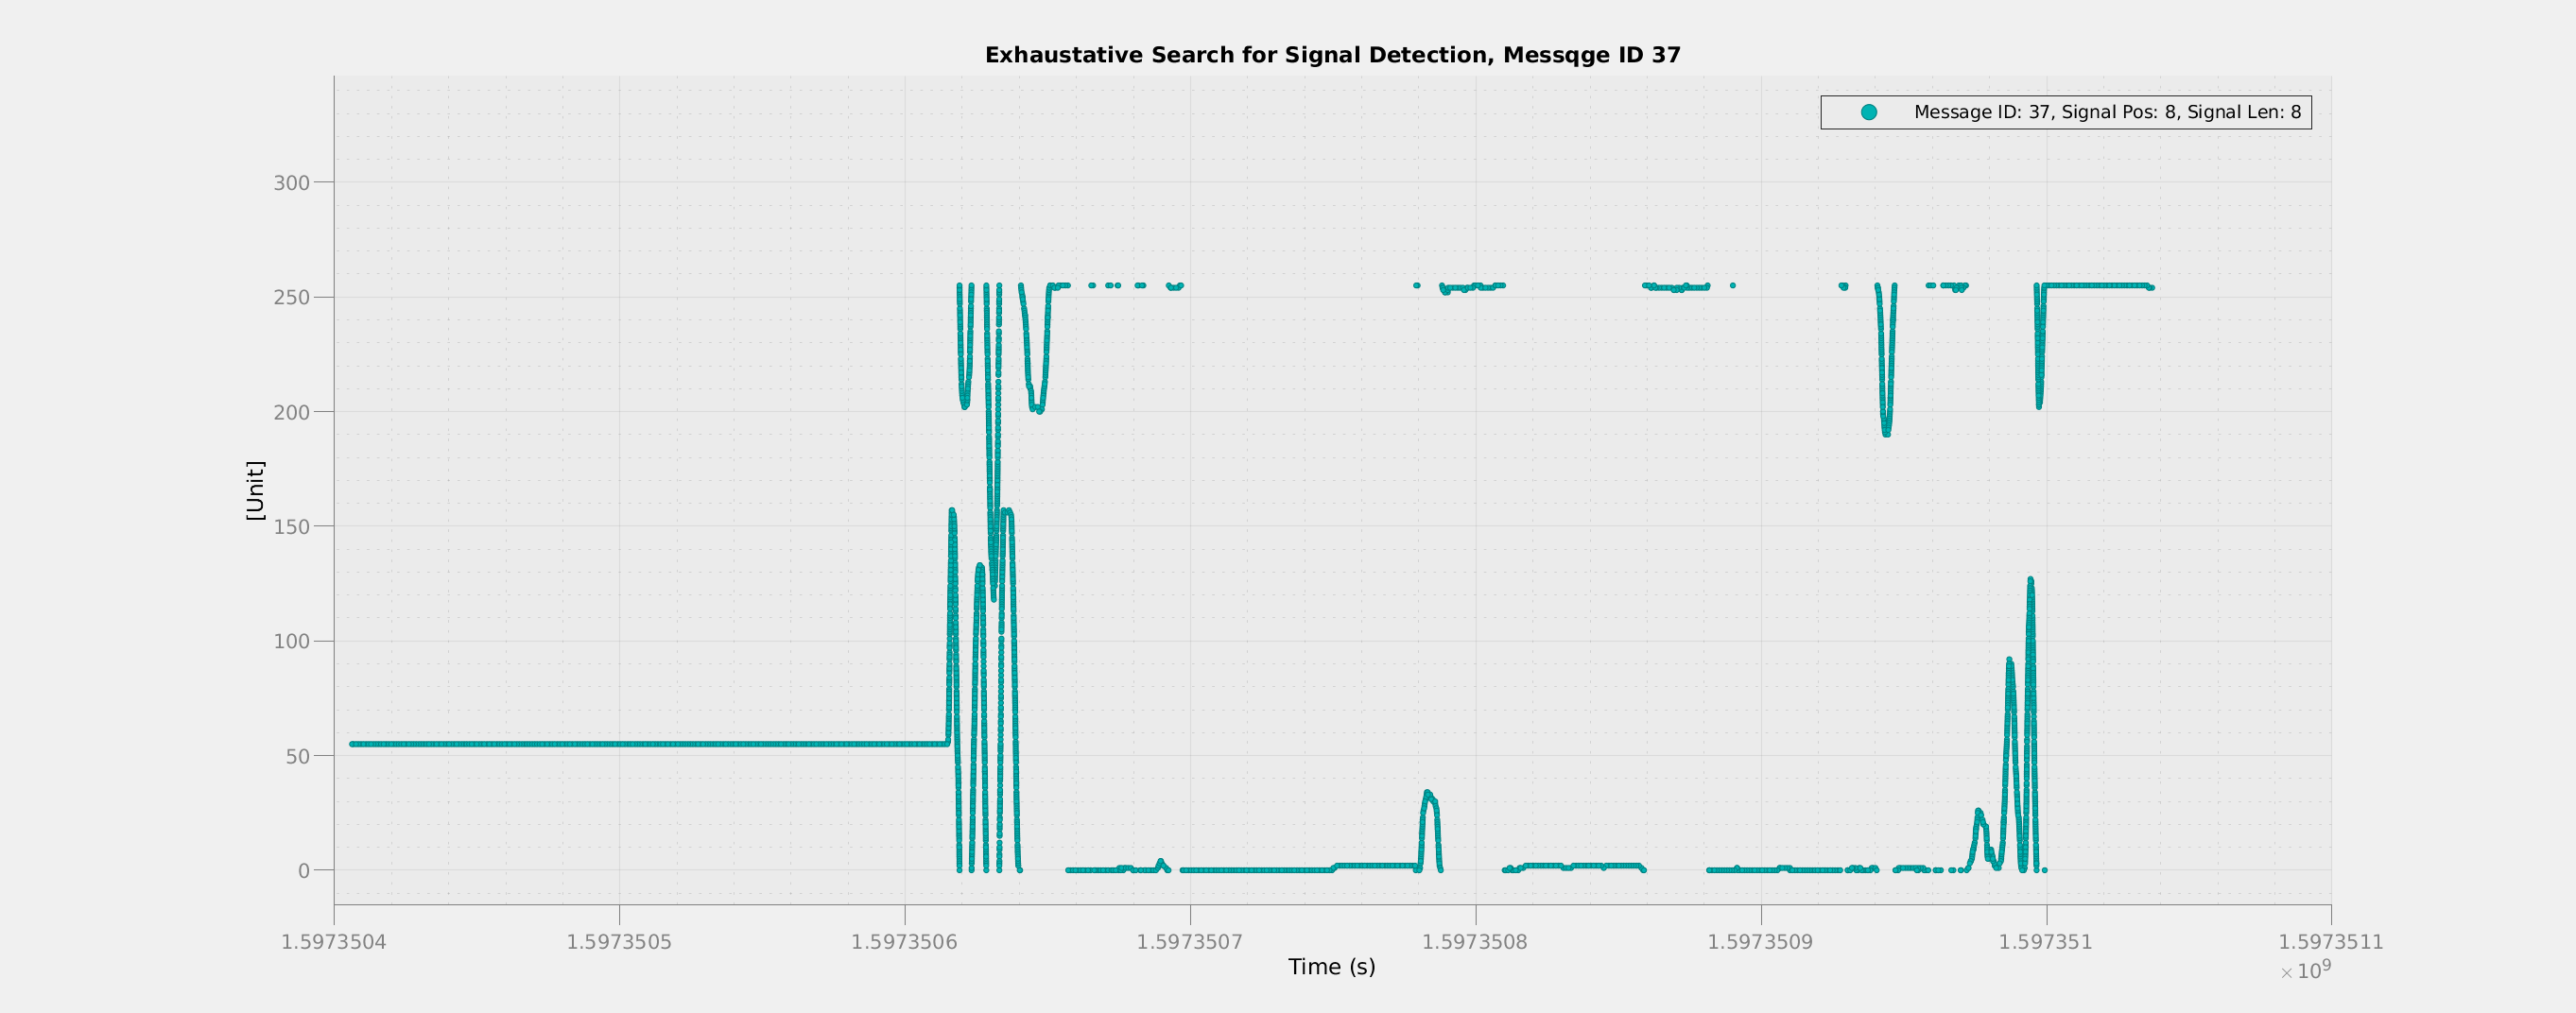 Exhaustative Search for Signal Detection, Messqge ID 37
Message ID: 37, Signal Pos: 8, Signal Len: 8
300
250
200
150
100
50
0
[Unit]
1.5973504 1.5973505 1.5973506 1.5973507 1.5973508 1.5973509 1.597351 1.5973511
Time (s)
× 10⁹